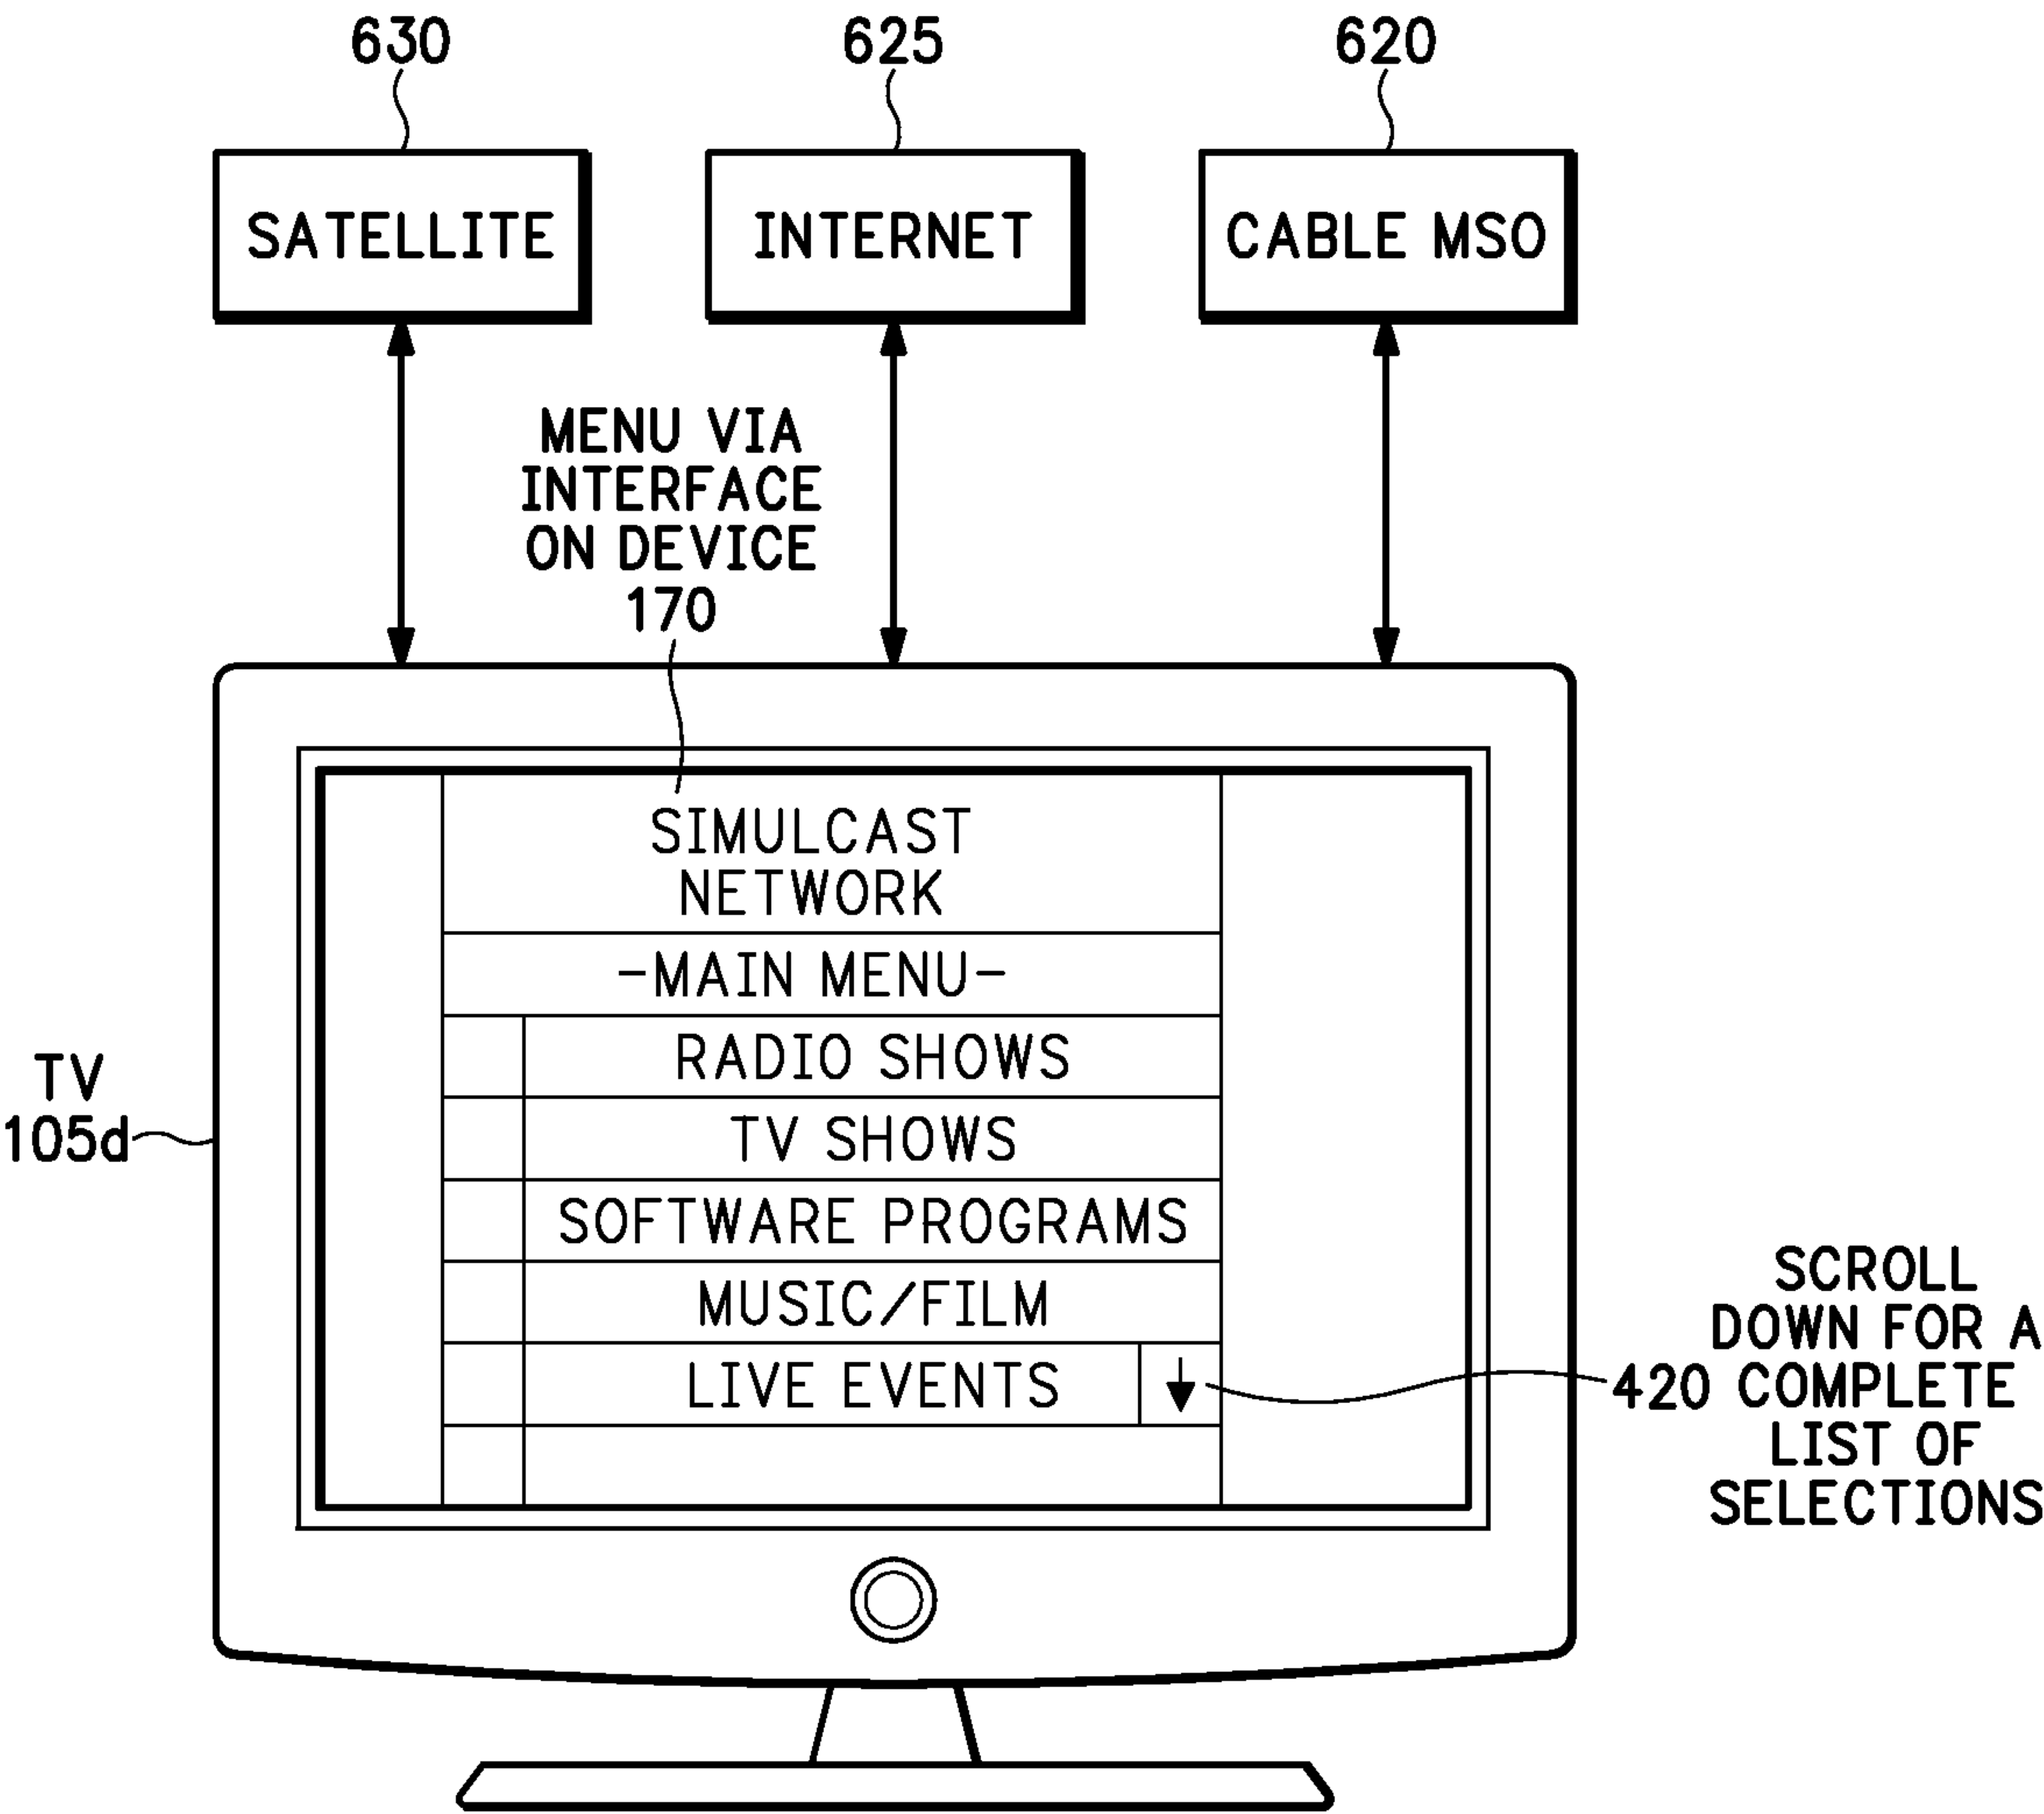 630
625
620
SATELLITE
INTERNET
CABLE MSO
MENU VIA
INTERFACE
ON DEVICE
170
SIMULCAST
NETWORK
-MAIN MENU-
RADIO SHOWS
TV SHOWS
SOFTWARE PROGRAMS
MUSIC/FILM
LIVE EVENTS
TV
105d
420
SCROLL
DOWN FOR A
COMPLETE
LIST OF
SELECTIONS